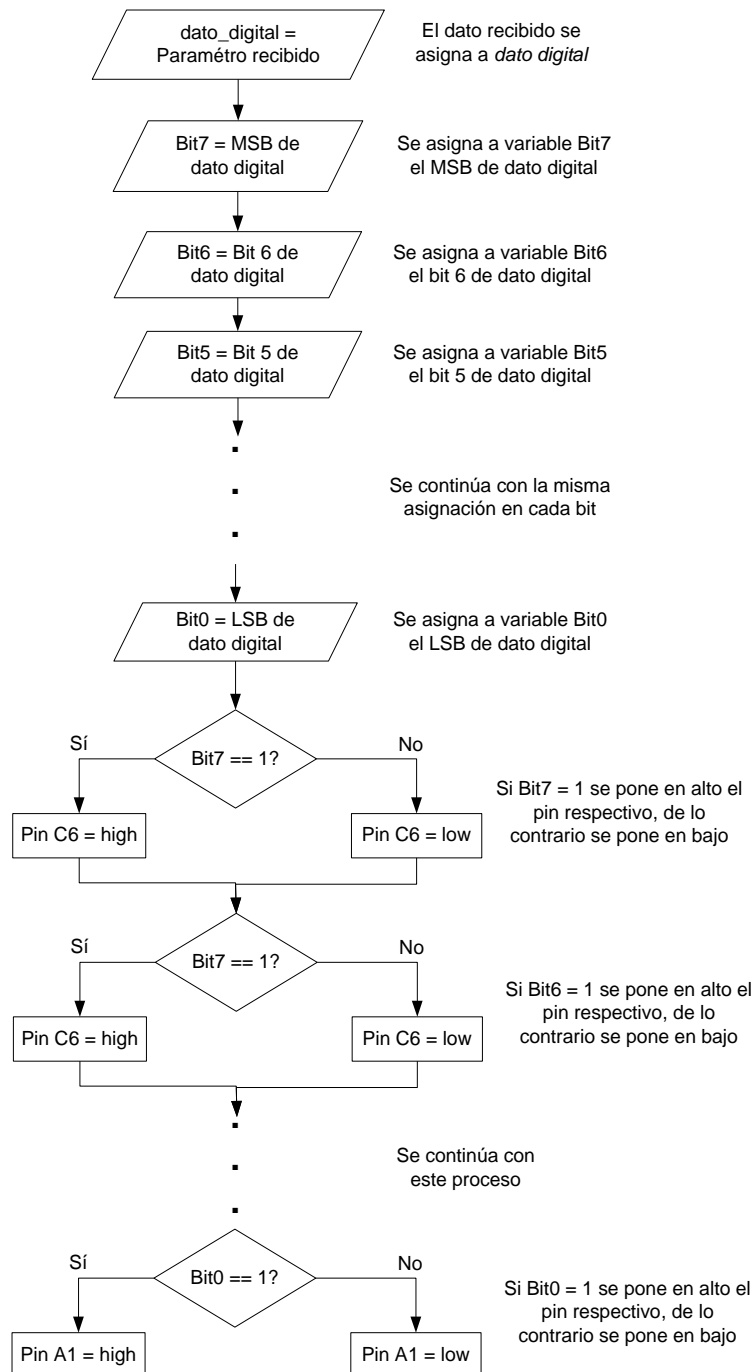 dato_digital =
Paramétro recibido
El dato recibido se
asigna a dato digital
Bit7 = MSB de
dato digital
Se asigna a variable Bit7
el MSB de dato digital
Bit6 = Bit 6 de
dato digital
Se asigna a variable Bit6
el bit 6 de dato digital
Bit5 = Bit 5 de
dato digital
Se asigna a variable Bit5
el bit 5 de dato digital
Se continúa con la misma
asignación en cada bit
Bit0 = LSB de
dato digital
Se asigna a variable Bit0
el LSB de dato digital
Sí
Bit7 == 1?
No
Pin C6 = high
Pin C6 = low
Si Bit7 = 1 se pone en alto el
pin respectivo, de lo
contrario se pone en bajo
Sí
Bit7 == 1?
No
Pin C6 = high
Pin C6 = low
Si Bit6 = 1 se pone en alto el
pin respectivo, de lo
contrario se pone en bajo
Se continúa con
este proceso
Sí
Bit0 == 1?
No
Pin A1 = high
Pin A1 = low
Si Bit0 = 1 se pone en alto el
pin respectivo, de lo
contrario se pone en bajo